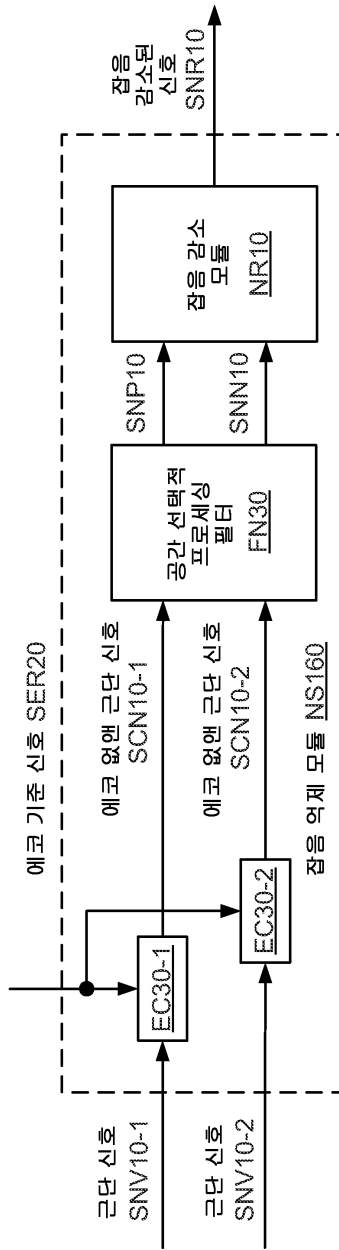 에코 기준 신호 SER20
근단 신호
SNV10-1
근단 신호
SNV10-2
EC30-1
EC30-2
에코 없앤 근단 신호
SCN10-1
에코 없앤 근단 신호
SCN10-2
공간 선택적
프로세싱
필터
FN30
SNP10
SNN10
잡음 감소
모듈
NR10
잡음
감소된
신호
SNR10
잡음 억제 모듈 NS160